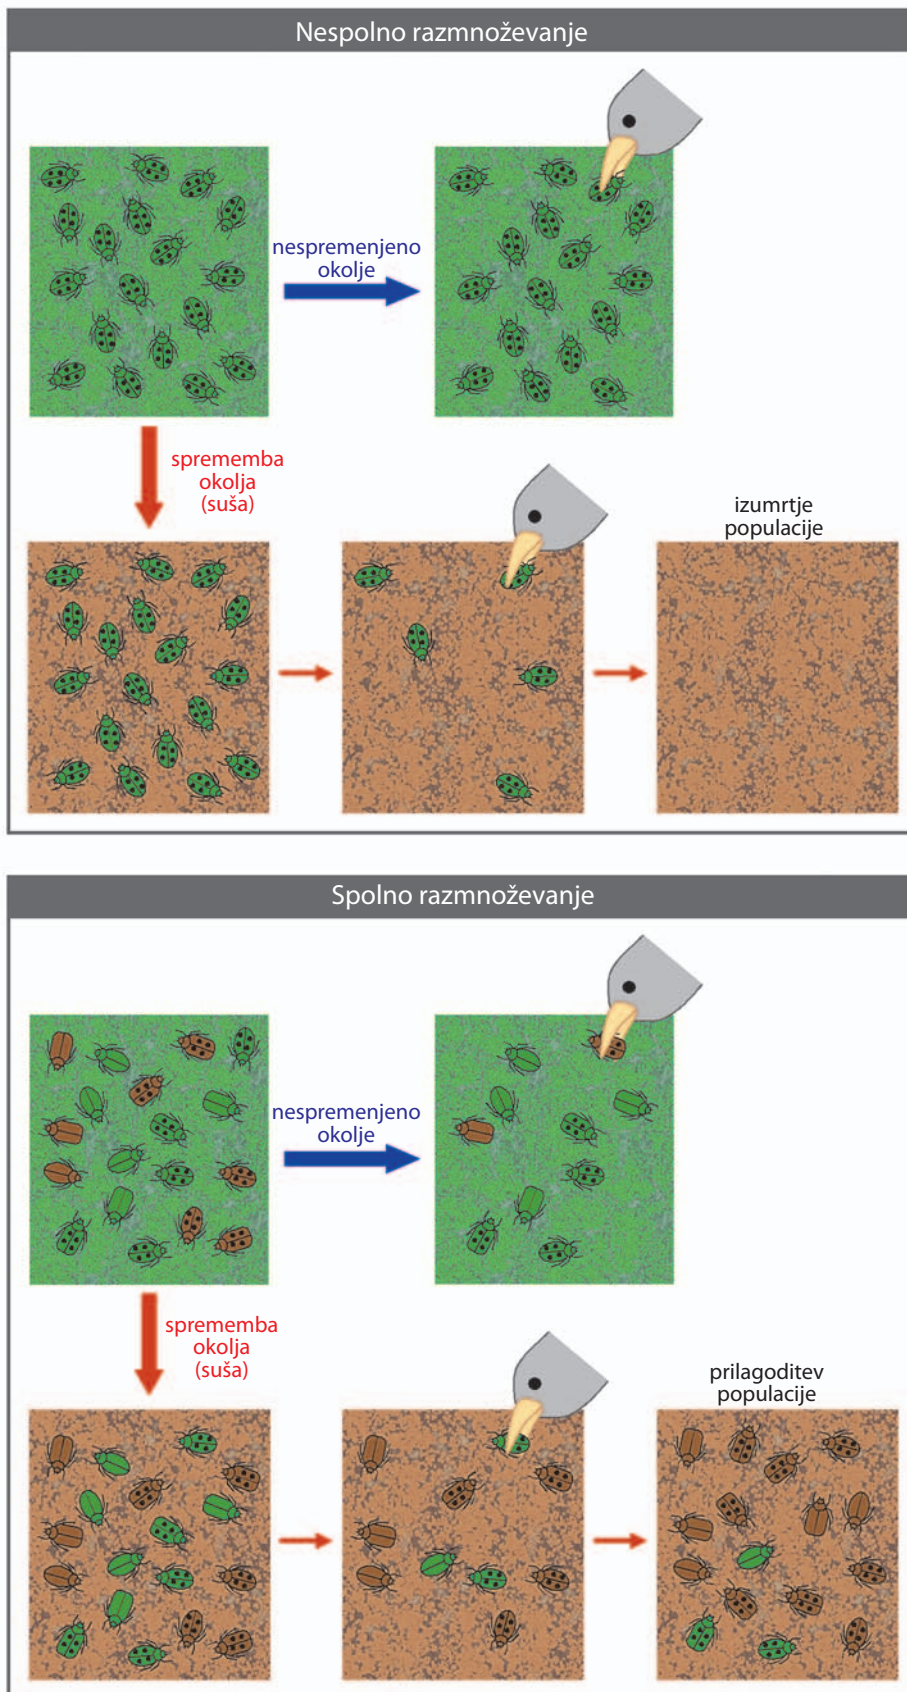 Nespolno razmnoževanje
nespremenjeno
okolje
sprememba
okolja
(suša)
izumrtje
populacije
Spolno razmnoževanje
nespremenjeno
okolje
sprememba
okolja
(suša)
prilagoditev
populacije